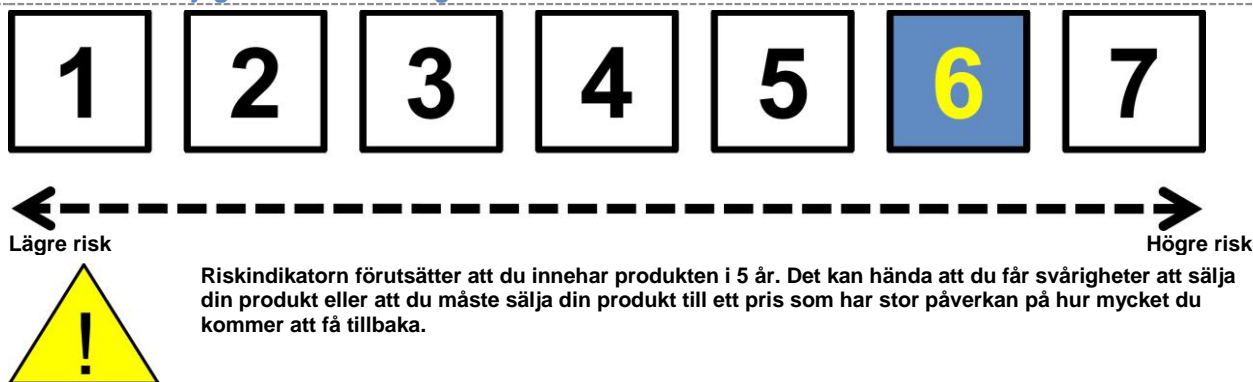 1 2 3 4 5 6 7
Lägre risk Högre risk
!
Riskindikatorn förutsätter att du innehar produkten i 5 år. Det kan hända att du får svårigheter att sälja
din produkt eller att du måste sälja din produkt till ett pris som har stor påverkan på hur mycket du
kommer att få tillbaka.